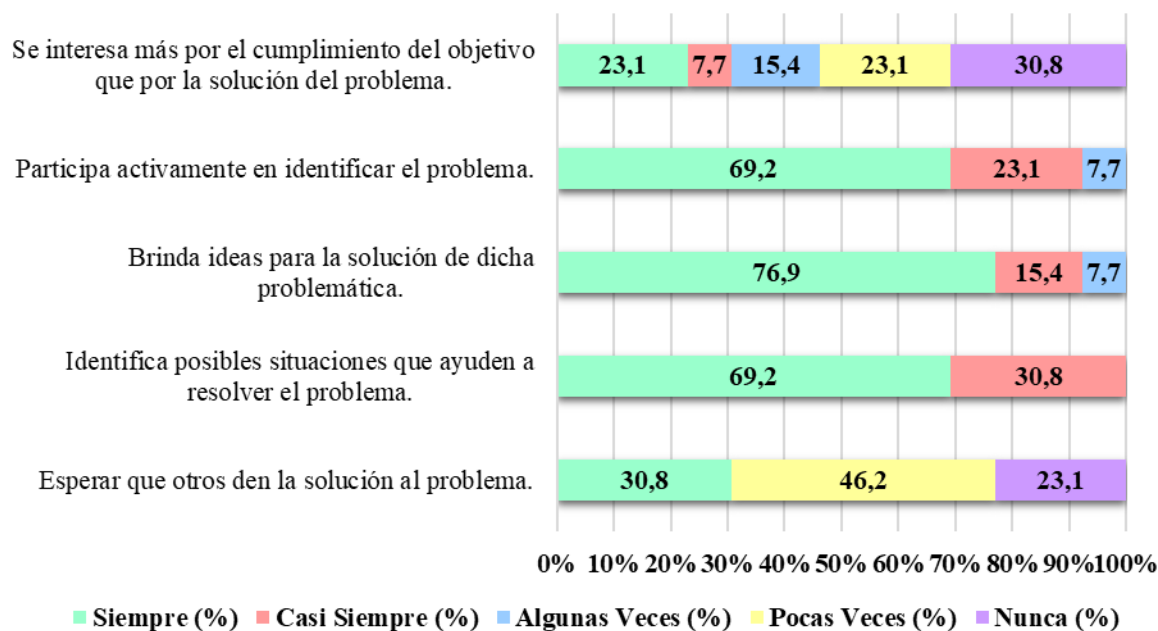 Se interesa más por el cumplimiento del objetivo
que por la solución del problema.
23,1 7,7 15,4 23,1 30,8
Participa activamente en identificar el problema.
69,2 23,1 7,7
Brinda ideas para la solución de dicha
problemática.
76,9 15,4 7,7
Identifica posibles situaciones que ayuden a
resolver el problema.
69,2 30,8
Esperar que otros den la solución al problema.
30,8 46,2 23,1
0% 10% 20% 30% 40% 50% 60% 70% 80% 90% 100%
Siempre (%) Casi Siempre (%) Algunas Veces (%) Pocas Veces (%) Nunca (%)